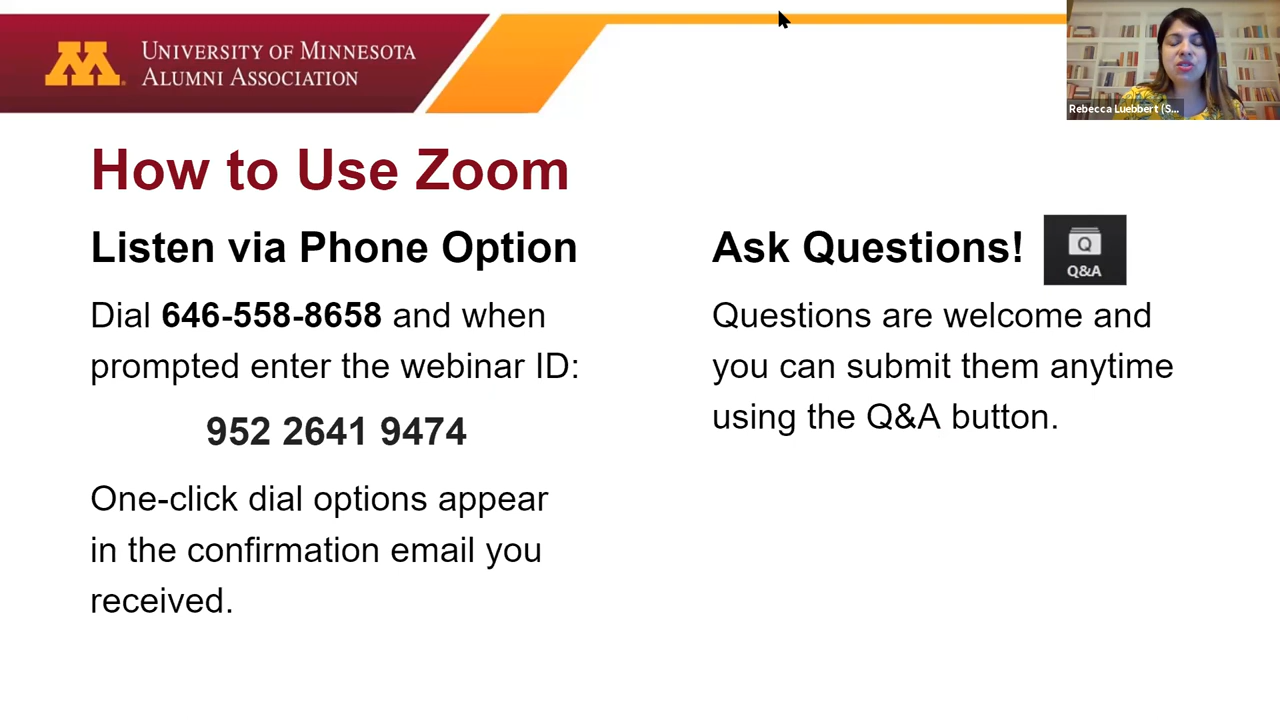 UNIVERSITY OF MINNESOTA
ALUMNI ASSOCIATION
Rebecca Luebbert (S...
How to Use Zoom
Listen via Phone Option
Dial 646-558-8658 and when
prompted enter the webinar ID:
952 2641 9474
One-click dial options appear
in the confirmation email you
received.
Ask Questions!
Q
Q&A
Questions are welcome and
you can submit them anytime
using the Q&A button.